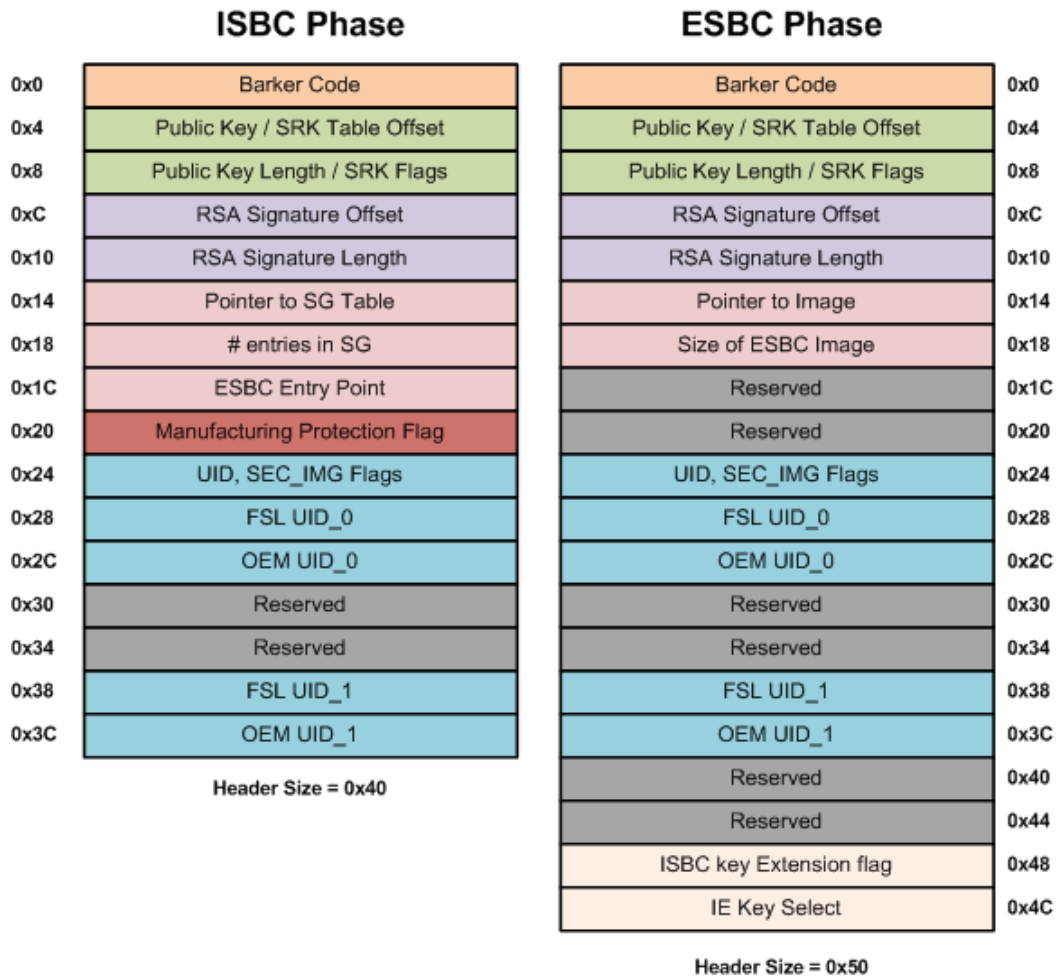 ISBC Phase
ESBC Phase
0x0 Barker Code
0x4 Public Key / SRK Table Offset
0x8 Public Key Length / SRK Flags
0xC RSA Signature Offset
0x10 RSA Signature Length
0x14 Pointer to SG Table
0x18 # entries in SG
0x1C ESBC Entry Point
0x20 Manufacturing Protection Flag
0x24 UID, SEC_IMG Flags
0x28 FSL UID_0
0x2C OEM UID_0
0x30 Reserved
0x34 Reserved
0x38 FSL UID_1
0x3C OEM UID_1
Header Size = 0x40
Barker Code 0x0
Public Key / SRK Table Offset 0x4
Public Key Length / SRK Flags 0x8
RSA Signature Offset 0xC
RSA Signature Length 0x10
Pointer to Image 0x14
Size of ESBC Image 0x18
Reserved 0x1C
Reserved 0x20
UID, SEC_IMG Flags 0x24
FSL UID_0 0x28
OEM UID_0 0x2C
Reserved 0x30
Reserved 0x34
FSL UID_1 0x38
OEM UID_1 0x3C
Reserved 0x40
Reserved 0x44
ISBC key Extension flag 0x48
IE Key Select 0x4C
Header Size = 0x50